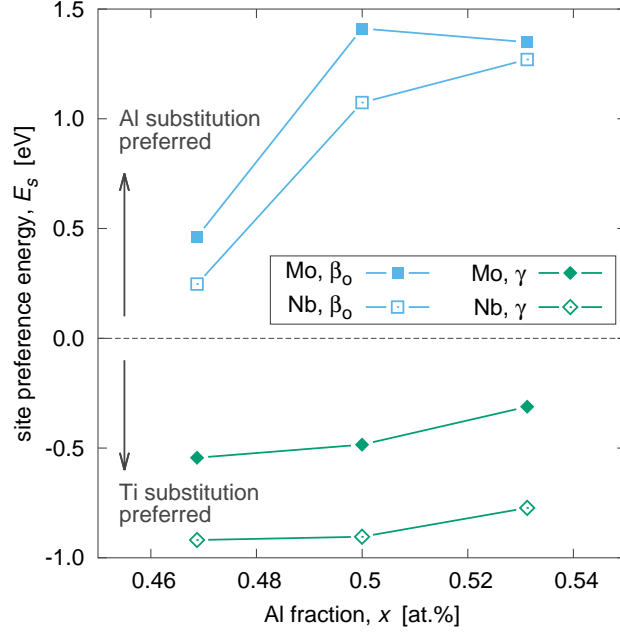 1.5
1.0
0.5
0.0
-0.5
-1.0
site preference energy, Eₛ [eV]
Al substitution
preferred
Mo, βₒ
Mo, γ
Nb, βₒ
Nb, γ
Ti substitution
preferred
0.46
0.48
0.5
0.52
0.54
Al fraction, x [at.%]